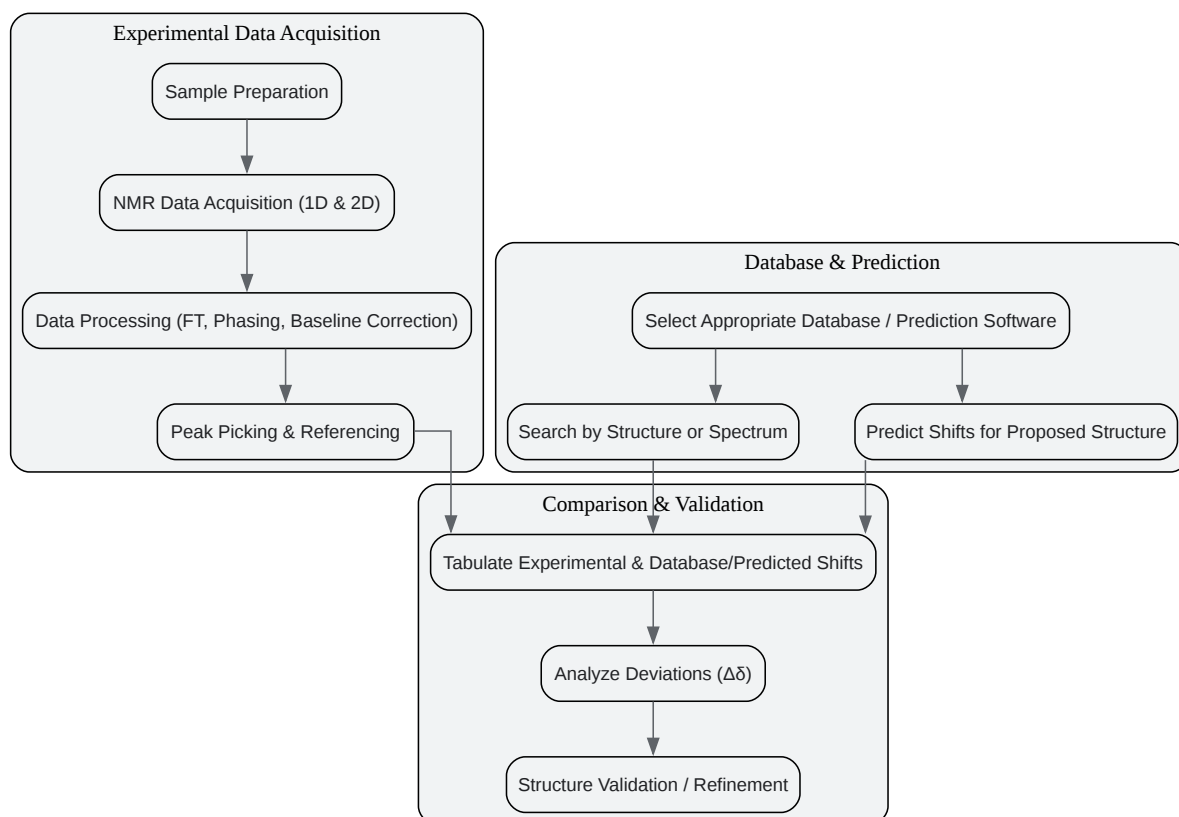 Experimental Data Acquisition
Sample Preparation
NMR Data Acquisition (1D & 2D)
Data Processing (FT, Phasing, Baseline Correction)
Peak Picking & Referencing
Database & Prediction
Select Appropriate Database / Prediction Software
Search by Structure or Spectrum
Predict Shifts for Proposed Structure
Comparison & Validation
Tabulate Experimental & Database/Predicted Shifts
Analyze Deviations (Δδ)
Structure Validation / Refinement